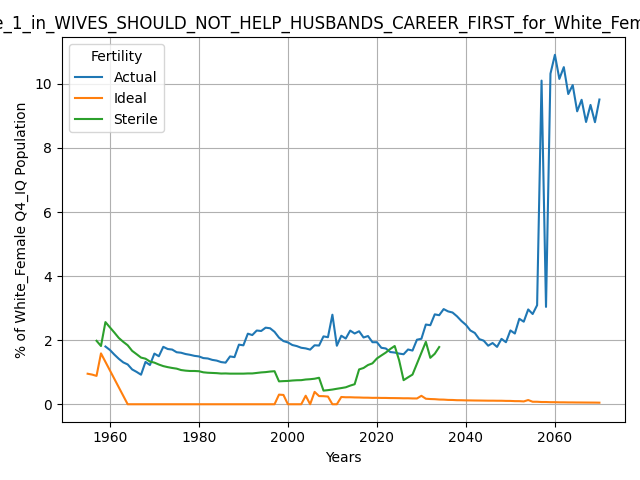 e_1_in_WIVES_SHOULD_NOT_HELP_HUSBANDS_CAREER_FIRST_for_White_Fem
Fertility
Actual
Ideal
Sterile
% of White_Female Q4_IQ Population
10
8
6
4
2
0
1960 1980 2000 2020 2040 2060
Years